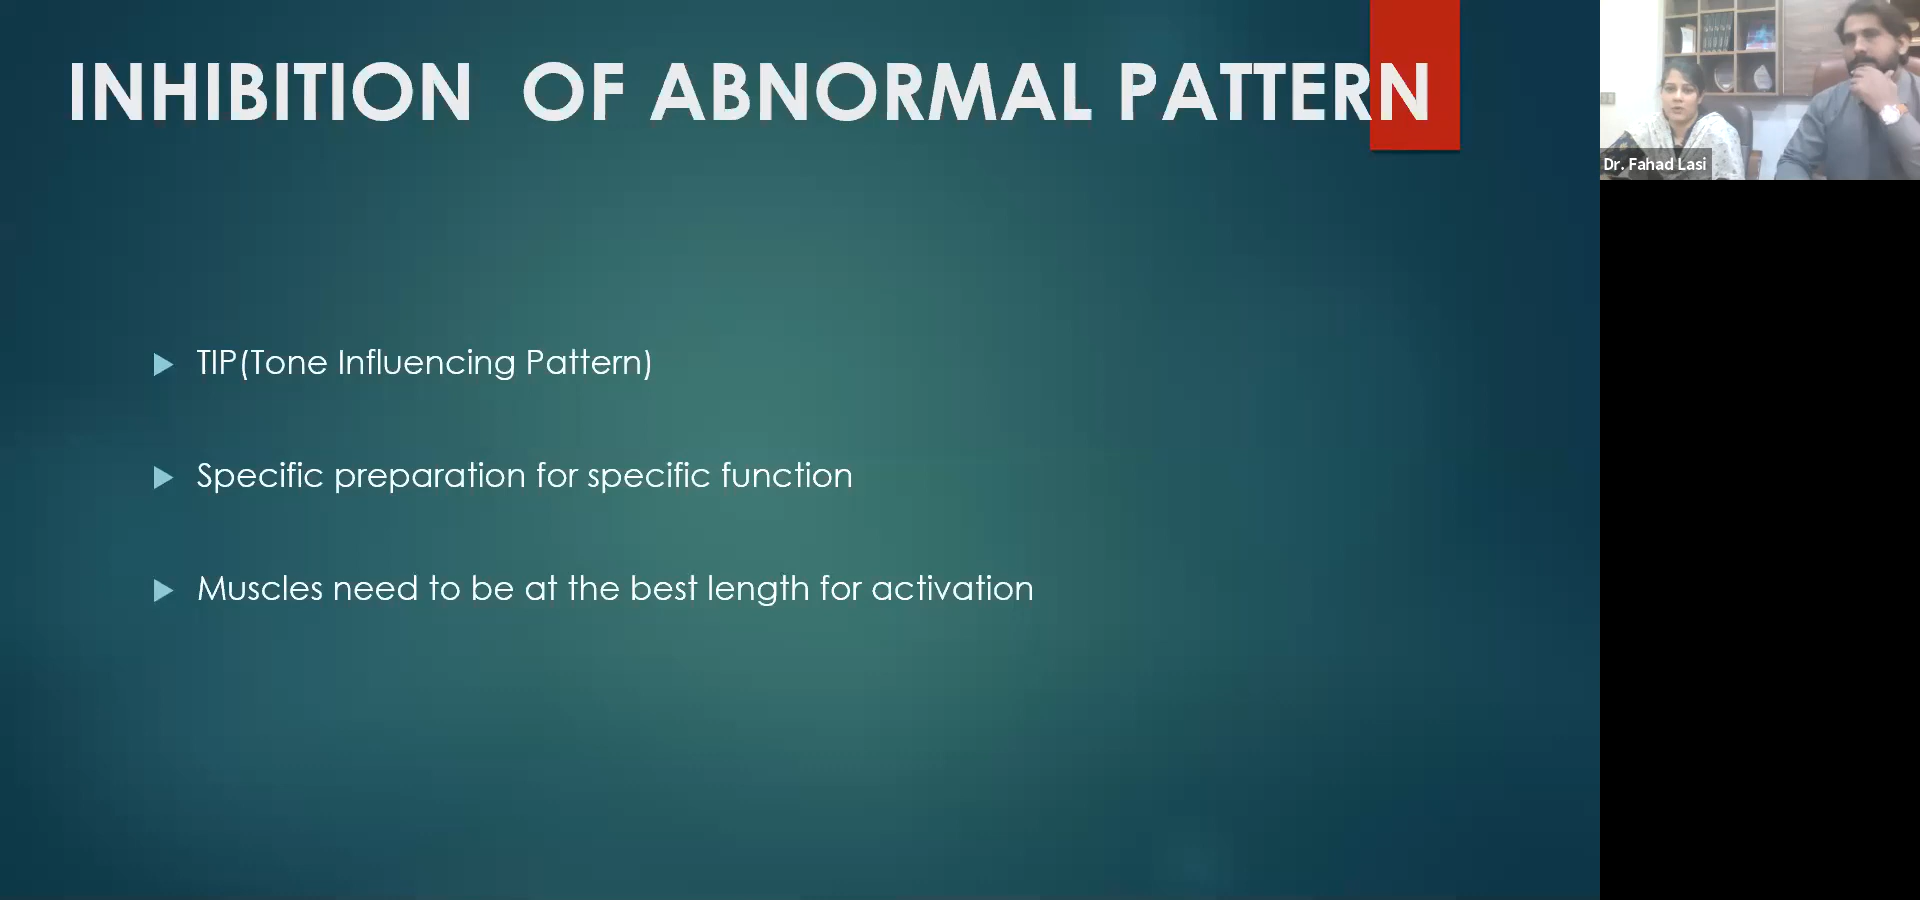 INHIBITION OF ABNORMAL PATTERN
TIP(Tone Influencing Pattern)
Specific preparation for specific function
Muscles need to be at the best length for activation
Dr. Fahad Lasi